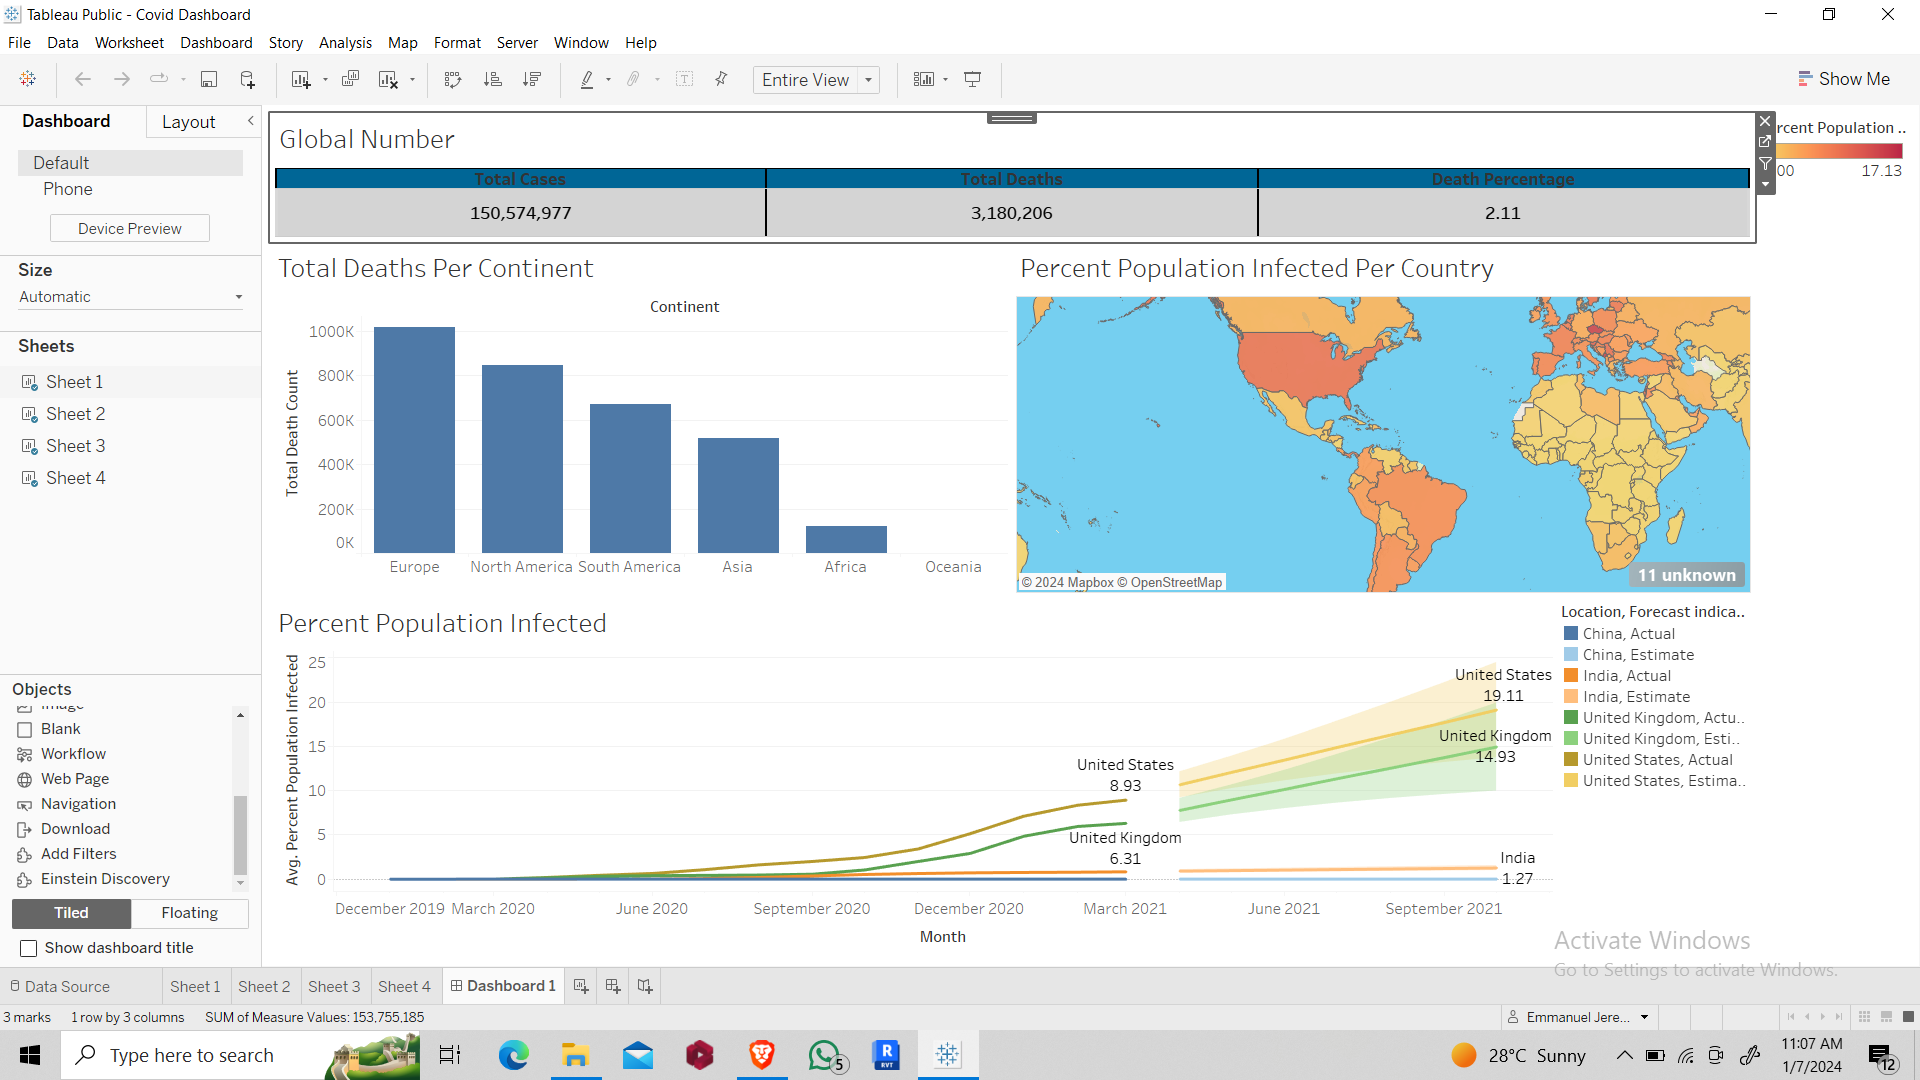 Tableau Public - Covid Dashboard
File Data Worksheet Dashboard Story Analysis Map Format Server Window Help
Entire View
Show Me
Dashboard Layout
Default
Phone
Device Preview
Size
Automatic
Sheets
Sheet 1
Sheet 2
Sheet 3
Sheet 4
Objects
Image
Blank
Workflow
Web Page
Navigation
Download
Add Filters
Einstein Discovery
Tiled Floating
Show dashboard title
Global Number
Total Cases Total Deaths Death Percentage
150,574,977 3,180,206 2.11
rcent Population ..
00 17.13
Total Deaths Per Continent
Continent
Total Death Count
1000K
800K
600K
400K
200K
0K
Europe North America South America Asia Africa Oceania
Percent Population Infected Per Country
© 2024 Mapbox © OpenStreetMap
11 unknown
Percent Population Infected
Avg. Percent Population Infected
25
20
15
10
5
0
United States
19.11
United Kingdom
14.93
United States
8.93
United Kingdom
6.31
India
1.27
December 2019 March 2020 June 2020 September 2020 December 2020 March 2021 June 2021 September 2021
Month
Location, Forecast indica..
China, Actual
China, Estimate
India, Actual
India, Estimate
United Kingdom, Actu..
United Kingdom, Esti..
United States, Actual
United States, Estima..
Activate Windows
Go to Settings to activate Windows.
Data Source Sheet 1 Sheet 2 Sheet 3 Sheet 4 Dashboard 1
3 marks 1 row by 3 columns SUM of Measure Values: 153,755,185
Emmanuel Jere...
Type here to search
5
R
RVT
28°C Sunny
11:07 AM
1/7/2024
12